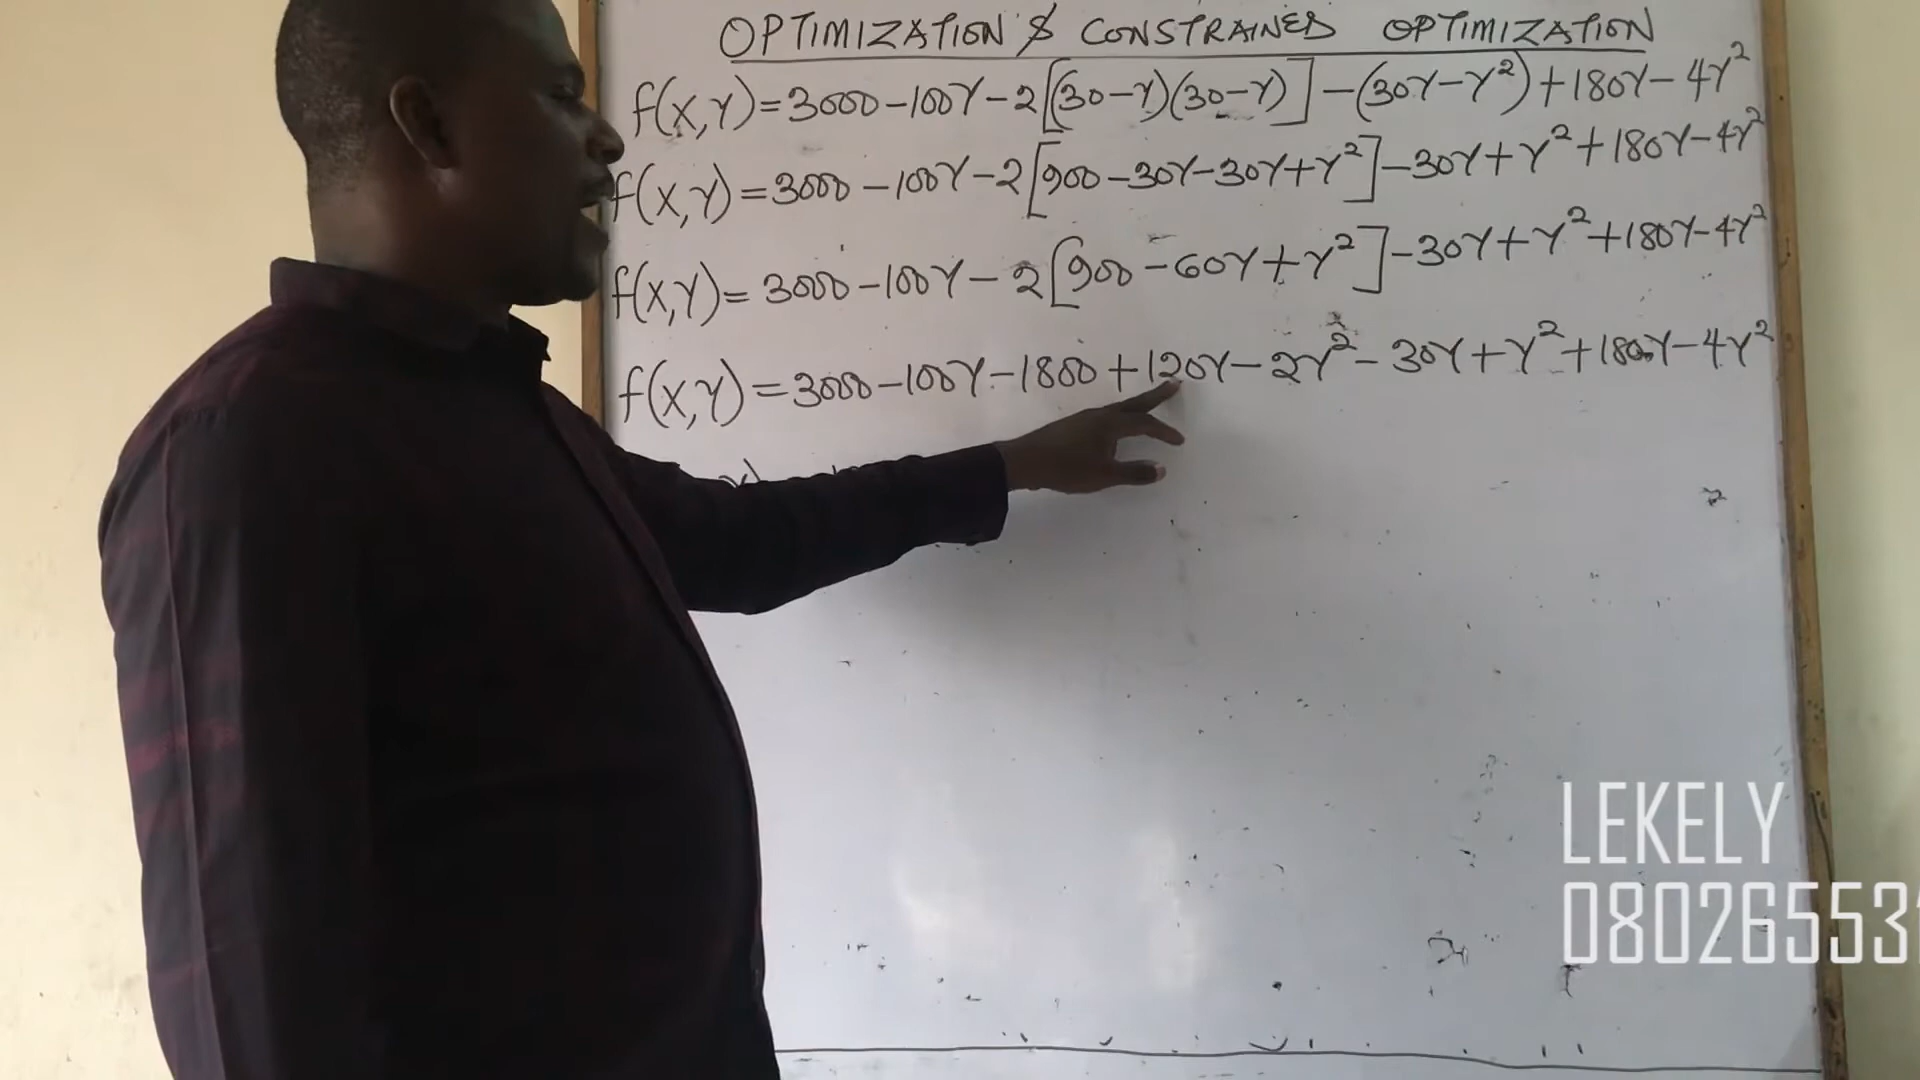 OPTIMIZATION & CONSTRAINED OPTIMIZATION
f(x,y)=3000-100Y-2[(30-Y)(30-Y)]-(30Y-Y²)+180Y-4Y²
f(x,y)=3000-100Y-2[900-30Y-30Y+Y²]-30Y+Y²+180Y-4Y²
f(x,y)=3000-100Y-2[900-60Y+Y²]-30Y+Y²+180Y-4Y²
f(x,y)=3000-100Y-1800+120Y-2Y²-30Y+Y²+180Y-4Y²
LEKELY
08026553